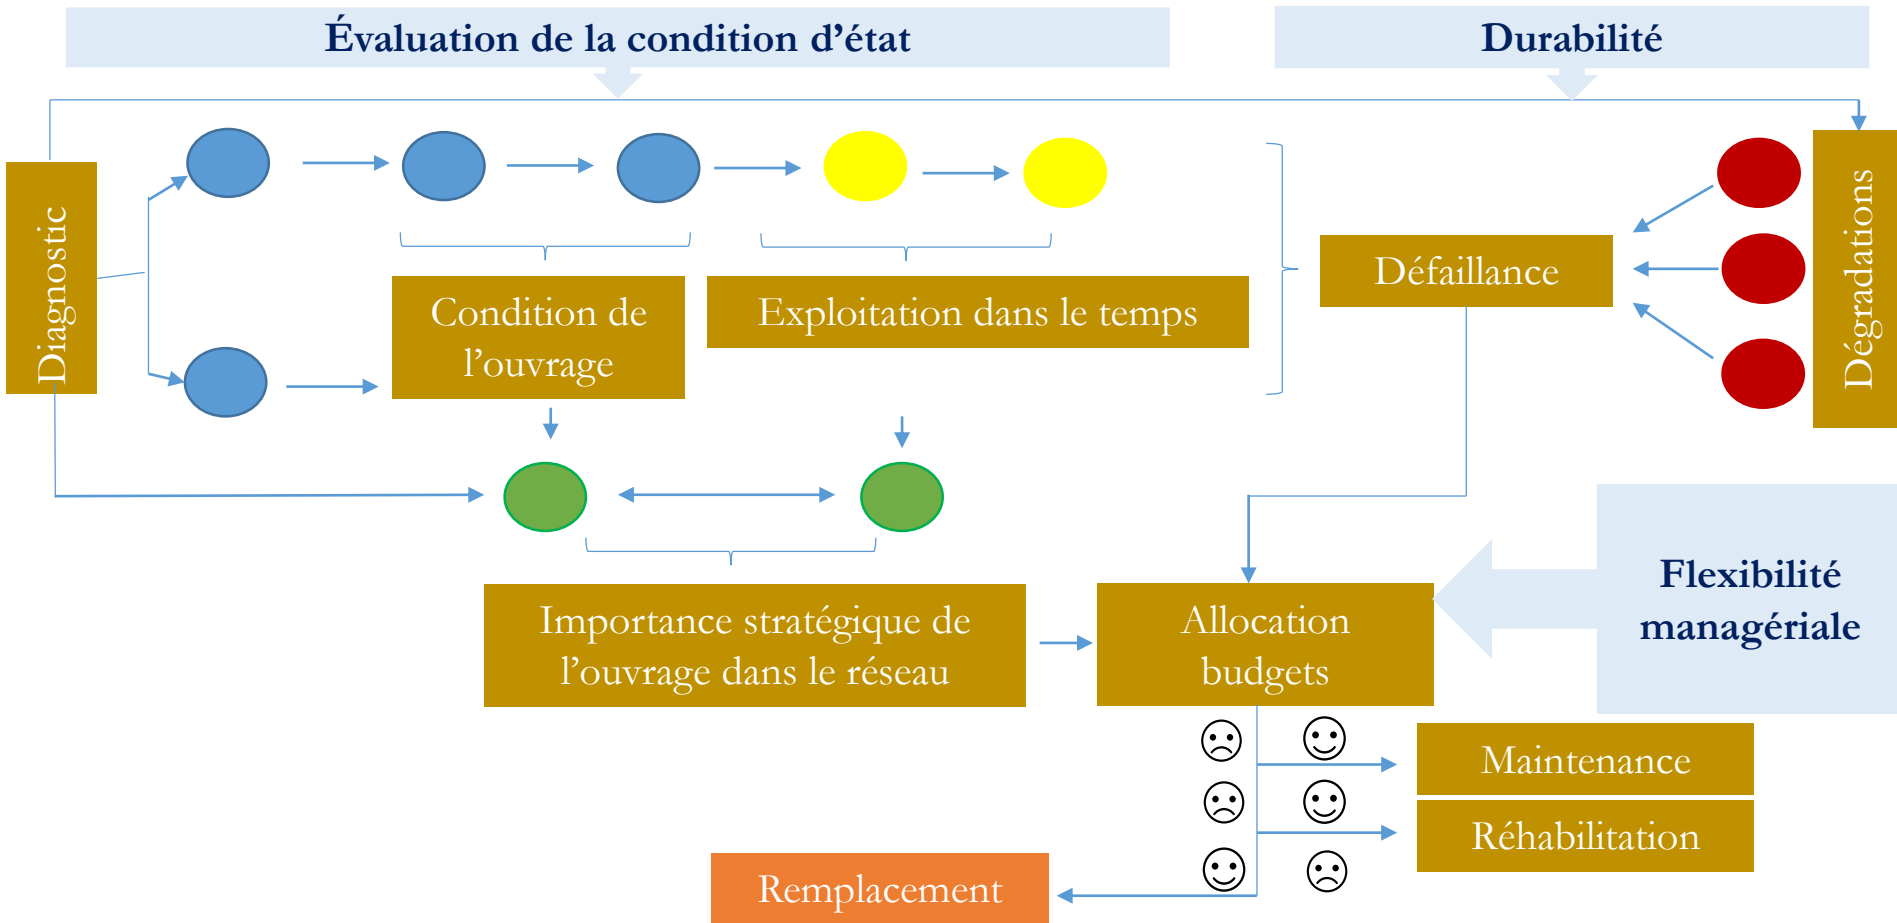 Évaluation de la condition d’état
Durabilité
Diagnostic
Condition de
l’ouvrage
Exploitation dans le temps
Défaillance
Dégradations
Importance stratégique de
l’ouvrage dans le réseau
Allocation
budgets
Flexibilité
managériale
Maintenance
Réhabilitation
Remplacement